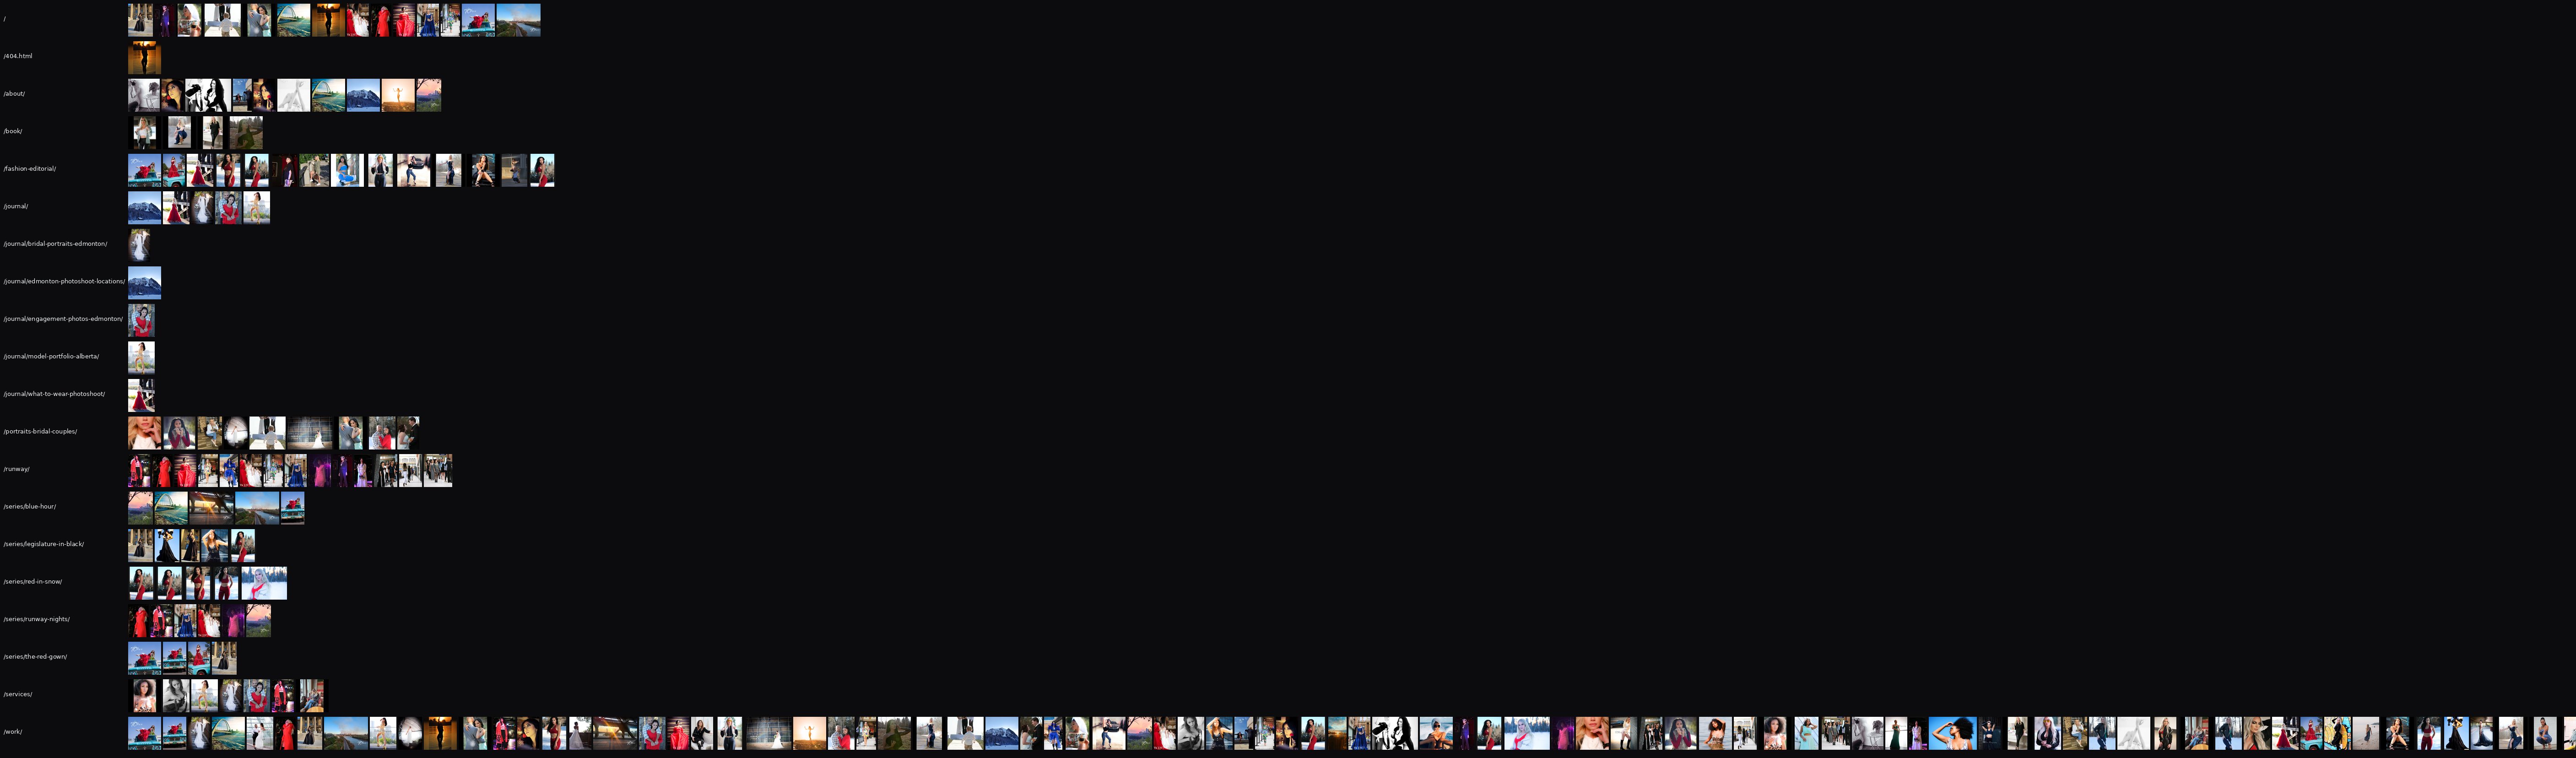 /
/404.html
/about/
/book/
/fashion-editorial/
/journal/
/journal/bridal-portraits-edmonton/
/journal/edmonton-photoshoot-locations/
/journal/engagement-photos-edmonton/
/journal/model-portfolio-alberta/
/journal/what-to-wear-photoshoot/
/portraits-bridal-couples/
/runway/
/series/blue-hour/
/series/legislature-in-black/
/series/red-in-snow/
/series/runway-nights/
/series/the-red-gown/
/services/
/work/